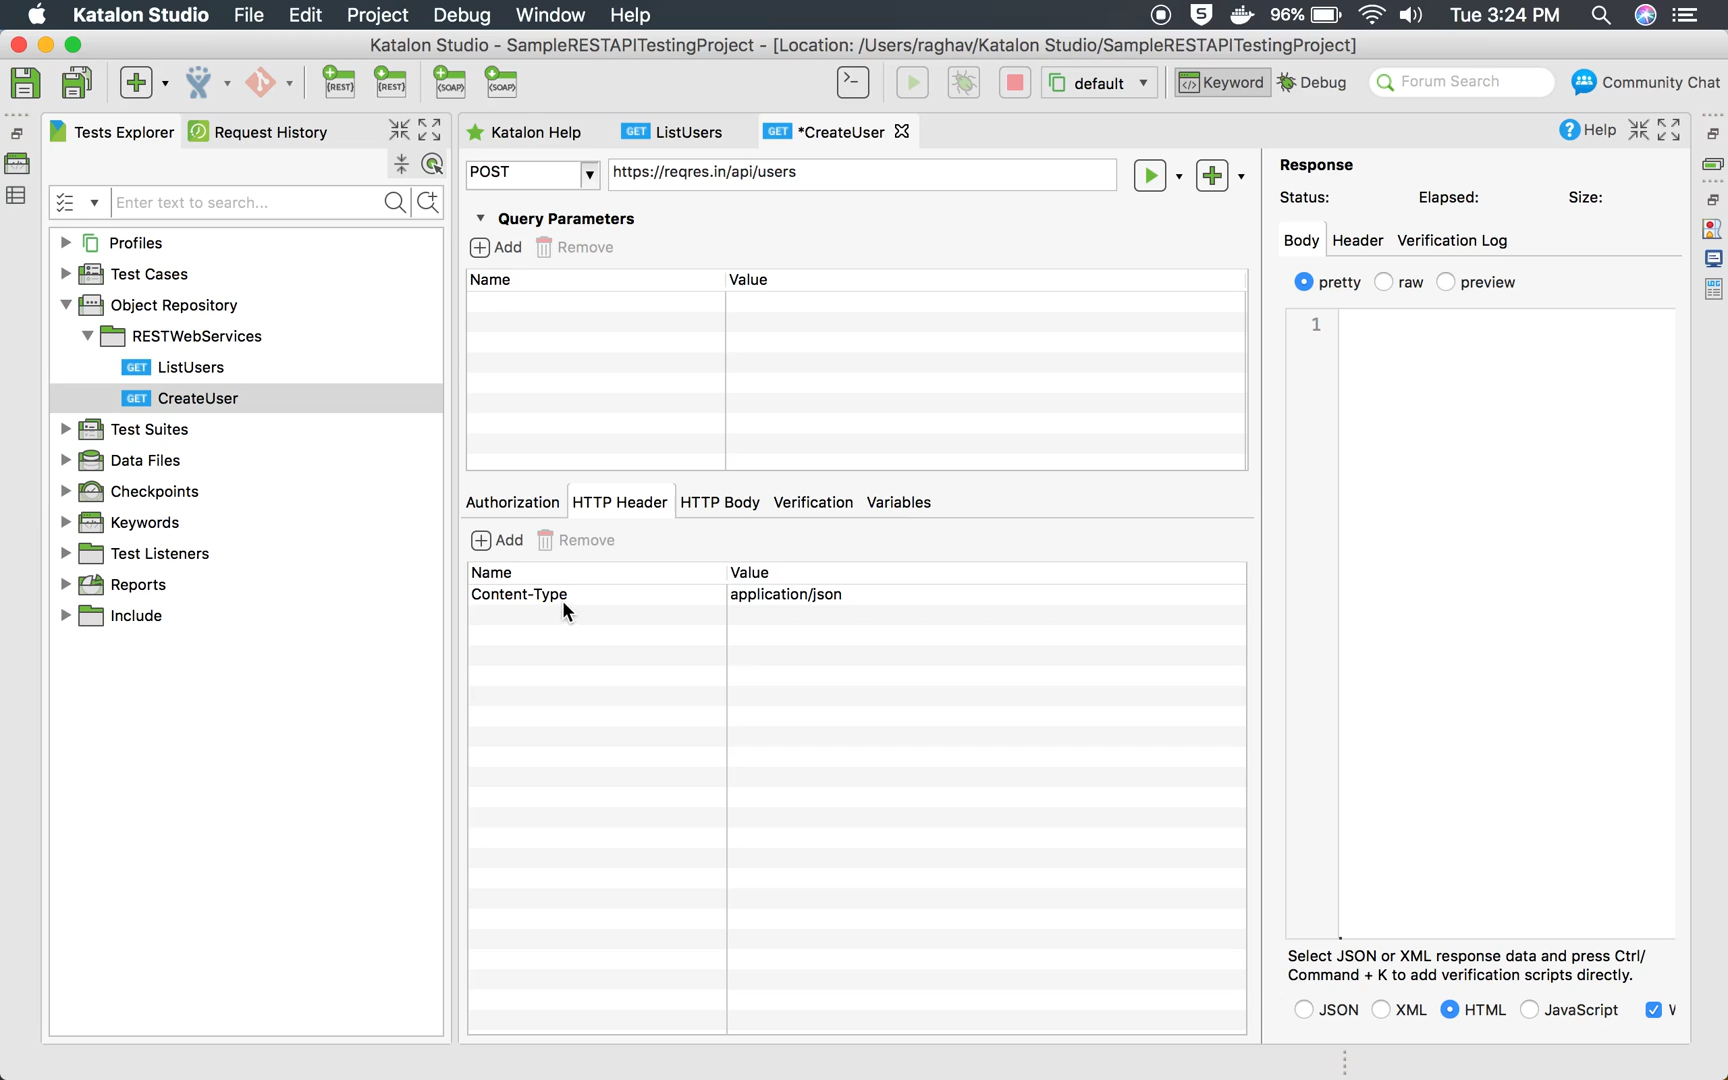 Katalon Studio File Edit Project Debug Window Help S 96% Tue 3:24 PM
Katalon Studio - SampleRESTAPITestingProject - [Location: /Users/raghav/Katalon Studio/SampleRESTAPITestingProject]
{REST} {REST} {SOAP} {SOAP} default Keyword Debug Forum Search Community Chat
Tests Explorer Request History
Enter text to search...
Profiles
Test Cases
Object Repository
RESTWebServices
GET ListUsers
GET CreateUser
Test Suites
Data Files
Checkpoints
Keywords
Test Listeners
Reports
Include
Katalon Help GET ListUsers GET *CreateUser
POST https://reqres.in/api/users
Query Parameters
Add Remove
Name Value
Authorization HTTP Header HTTP Body Verification Variables
Add Remove
Name Value
Content-Type application/json
Help
Response
Status: Elapsed: Size:
Body Header Verification Log
pretty raw preview
1
Select JSON or XML response data and press Ctrl/
Command + K to add verification scripts directly.
JSON XML HTML JavaScript